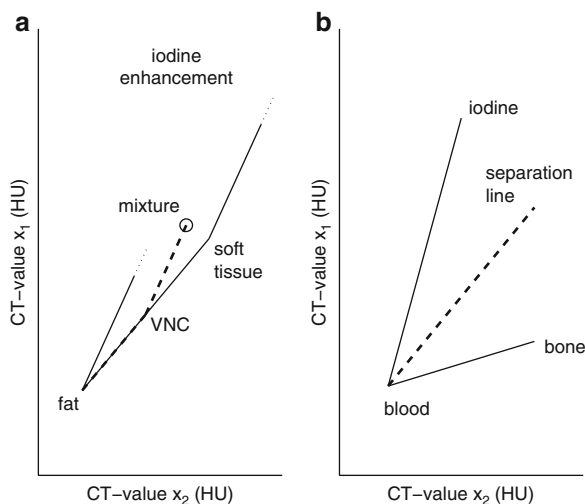 a
iodine
enhancement
mixture
soft
tissue
VNC
fat
CT−value x1 (HU)
CT−value x2 (HU)
b
iodine
separation
line
bone
blood
CT−value x1 (HU)
CT−value x2 (HU)